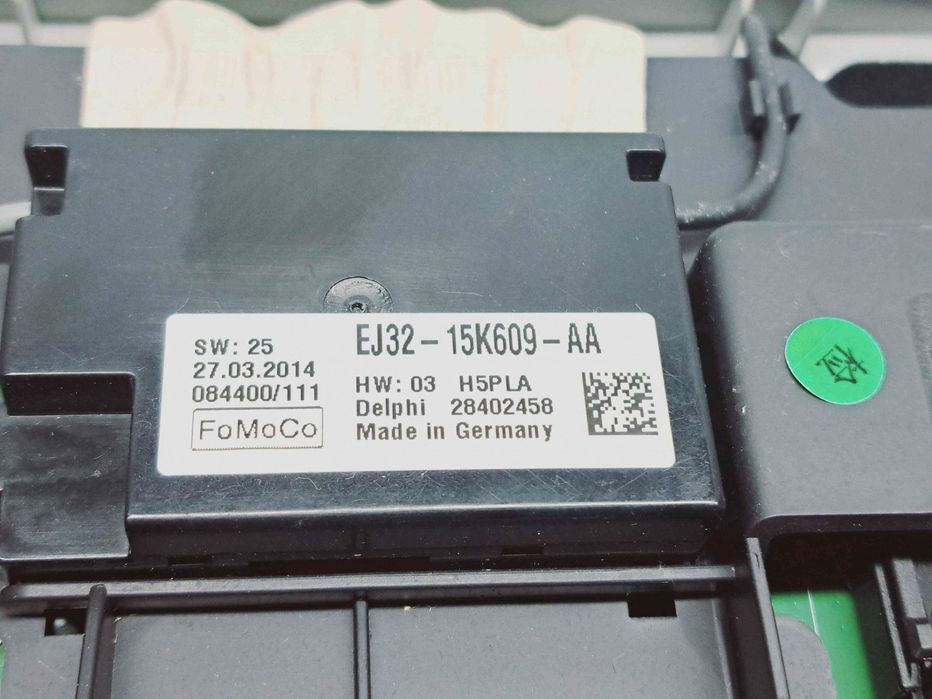 SW: 25
27.03.2014
084400/111
FoMoCo
EJ32-15K609-AA
HW: 03 H5PLA
Delphi 28402458
Made in Germany